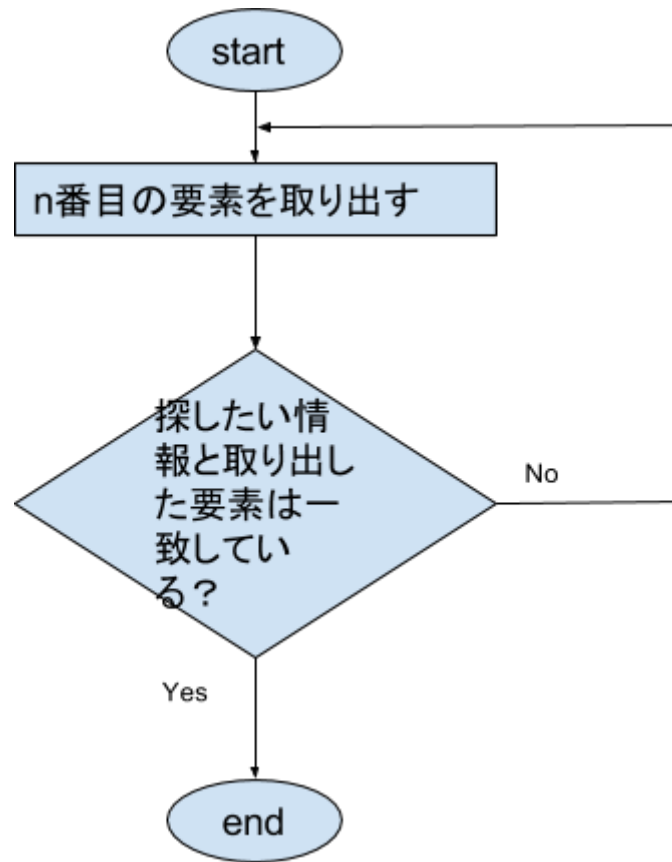 start
n番目の要素を取り出す
探したい情
報と取り出し
た要素は一
致してい
る？
No
Yes
end